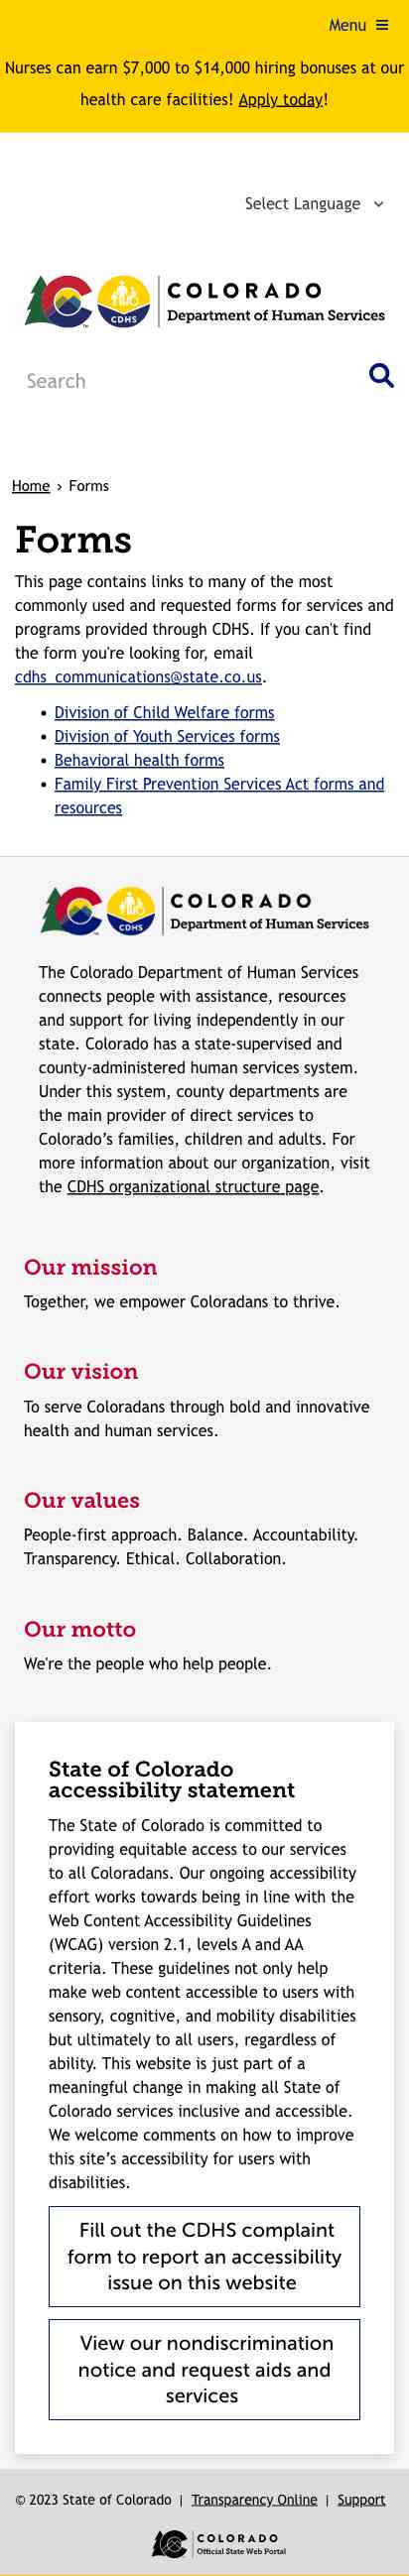 Menu
Nurses can earn $7,000 to $14,000 hiring bonuses at our
health care facilities! Apply today!
Select Language
CDHS
COLORADO
Department of Human Services
Search
Home › Forms
Forms
This page contains links to many of the most
commonly used and requested forms for services and
programs provided through CDHS. If you can't find
the form you're looking for, email
cdhs_communications@state.co.us.
• Division of Child Welfare forms
• Division of Youth Services forms
• Behavioral health forms
• Family First Prevention Services Act forms and
resources
CDHS
COLORADO
Department of Human Services
The Colorado Department of Human Services
connects people with assistance, resources
and support for living independently in our
state. Colorado has a state-supervised and
county-administered human services system.
Under this system, county departments are
the main provider of direct services to
Colorado’s families, children and adults. For
more information about our organization, visit
the CDHS organizational structure page.
Our mission
Together, we empower Coloradans to thrive.
Our vision
To serve Coloradans through bold and innovative
health and human services.
Our values
People-first approach. Balance. Accountability.
Transparency. Ethical. Collaboration.
Our motto
We're the people who help people.
State of Colorado
accessibility statement
The State of Colorado is committed to
providing equitable access to our services
to all Coloradans. Our ongoing accessibility
effort works towards being in line with the
Web Content Accessibility Guidelines
(WCAG) version 2.1, levels A and AA
criteria. These guidelines not only help
make web content accessible to users with
sensory, cognitive, and mobility disabilities
but ultimately to all users, regardless of
ability. This website is just part of a
meaningful change in making all State of
Colorado services inclusive and accessible.
We welcome comments on how to improve
this site’s accessibility for users with
disabilities.
Fill out the CDHS complaint
form to report an accessibility
issue on this website
View our nondiscrimination
notice and request aids and
services
© 2023 State of Colorado | Transparency Online | Support
COLORADO
Official State Web Portal